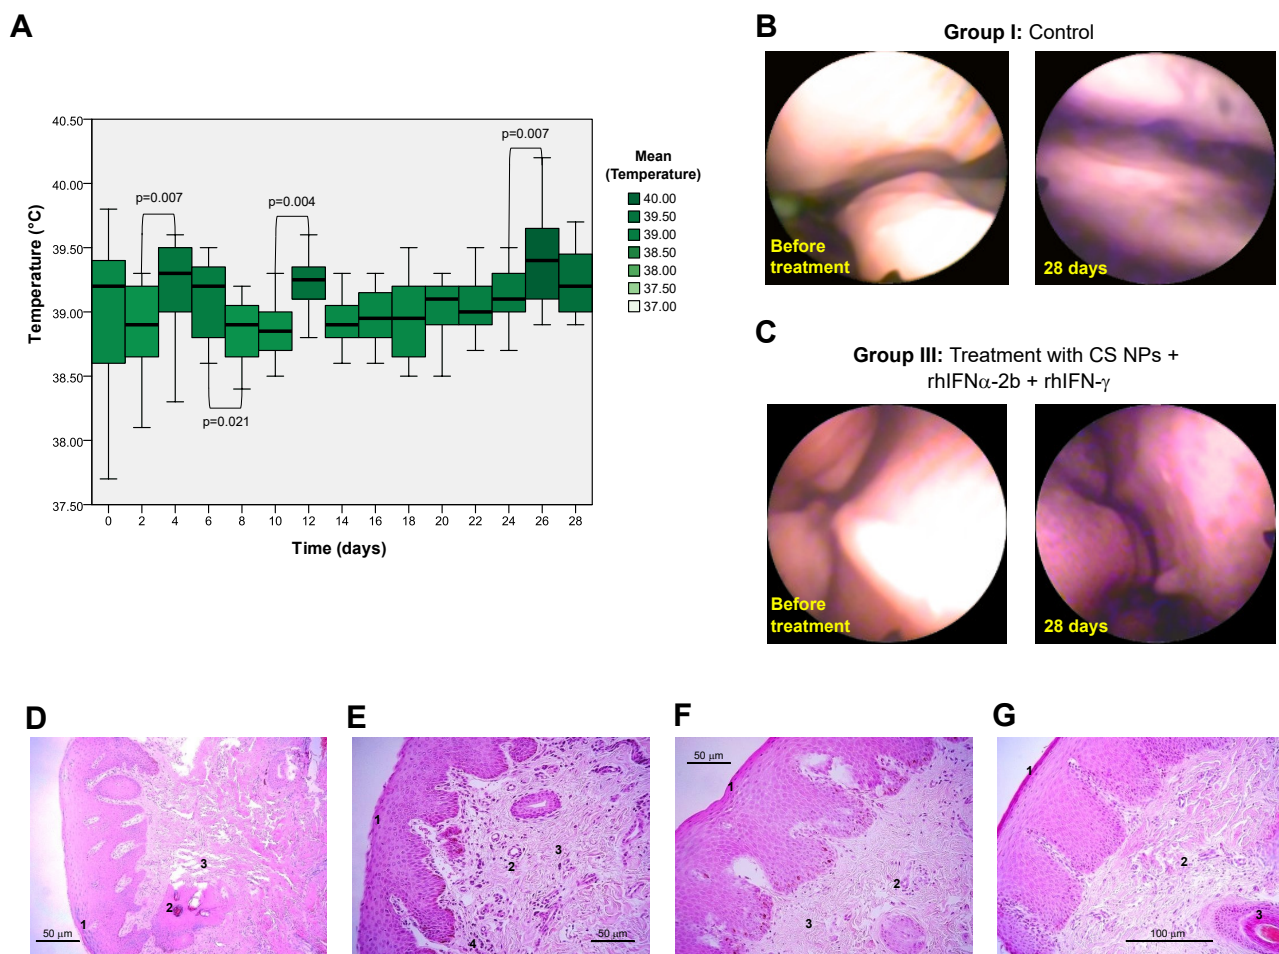 A
40.50
40.00
39.50
39.00
38.50
38.00
37.50
Temperature (°C)
p=0.007
p=0.021
p=0.004
p=0.007
0 2 4 6 8 10 12 14 16 18 20 22 24 26 28
Time (days)
Mean
(Temperature)
40.00
39.50
39.00
38.50
38.00
37.50
37.00
B
Group I: Control
Before
treatment
28 days
C
Group III: Treatment with CS NPs +
rhIFNα-2b + rhIFN-γ
Before
treatment
28 days
D
1
2
3
50 µm
E
1
2
3
4
50 µm
F
50 µm
1
2
3
G
1
2
3
100 µm